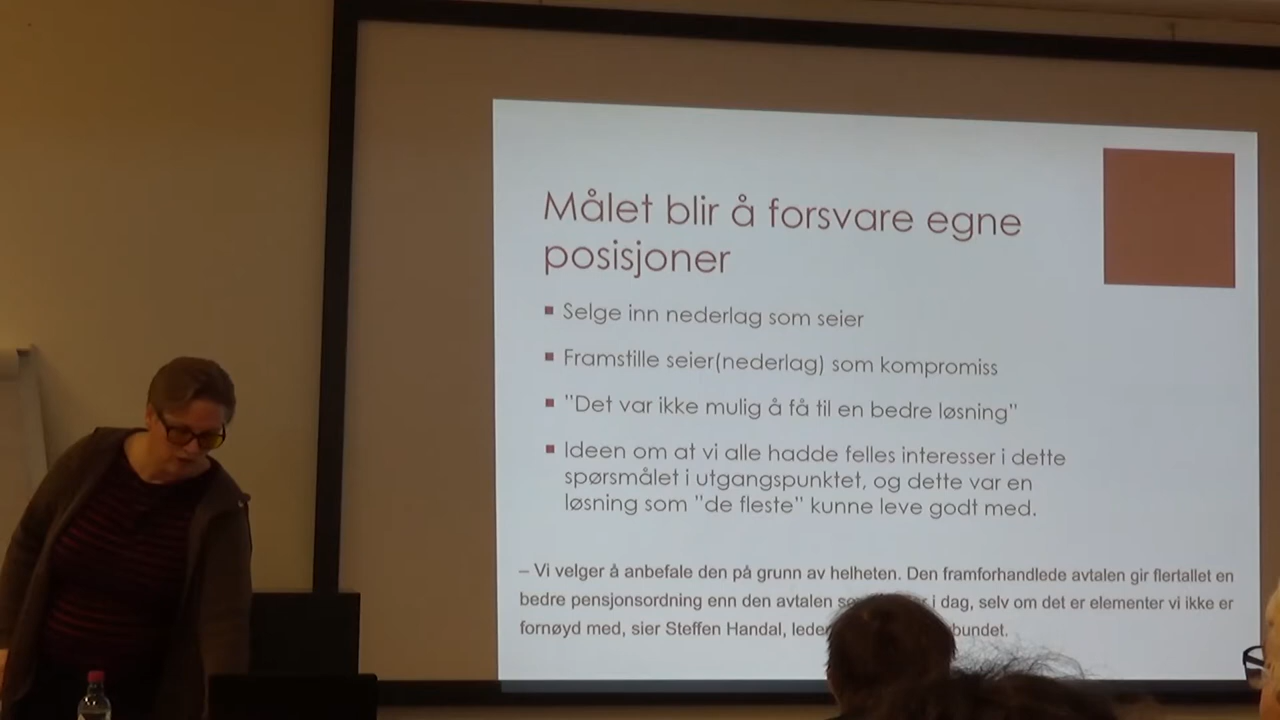 Målet blir å forsvare egne
posisjoner
Selge inn nederlag som seier
Framstille seier(nederlag) som kompromiss
"Det var ikke mulig å få til en bedre løsning"
Ideen om at vi alle hadde felles interesser i dette
spørsmålet i utgangspunktet, og dette var en
løsning som "de fleste" kunne leve godt med.
– Vi velger å anbefale den på grunn av helheten. Den framforhandlede avtalen gir flertallet en
bedre pensjonsordning enn den avtalen i dag, selv om det er elementer vi ikke er
fornøyd med, sier Steffen Handal,